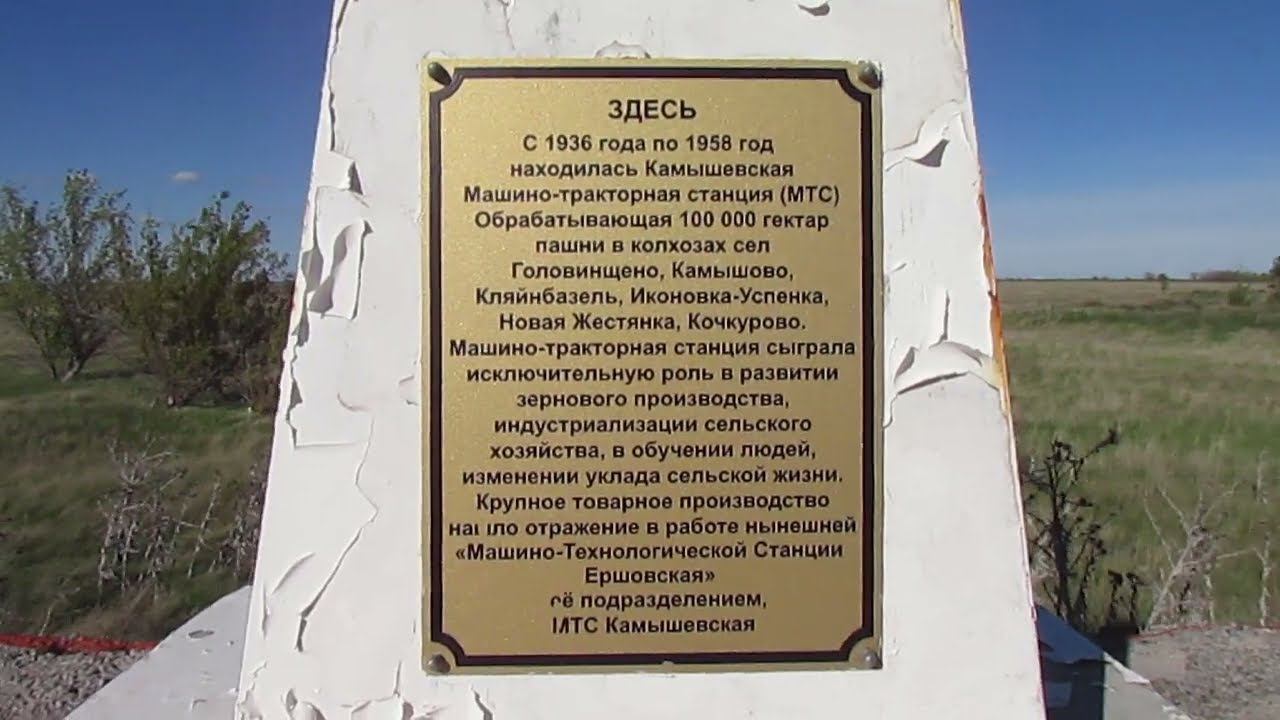 ЗДЕСЬ
С 1936 года по 1958 год
находилась Камышевская
Машино-тракторная станция (МТС)
Обрабатывающая 100 000 гектар
пашни в колхозах сел
Головинщено, Камышово,
Кляйнбазель, Иконовка-Успенка,
Новая Жестянка, Кочкурово.
Машино-тракторная станция сыграла
исключительную роль в развитии
зернового производства,
индустриализации сельского
хозяйства, в обучении людей,
изменении уклада сельской жизни.
Крупное товарное производство
нашло отражение в работе нынешней
«Машино-Технологической Станции
Ершовская»
её подразделением,
МТС Камышевская